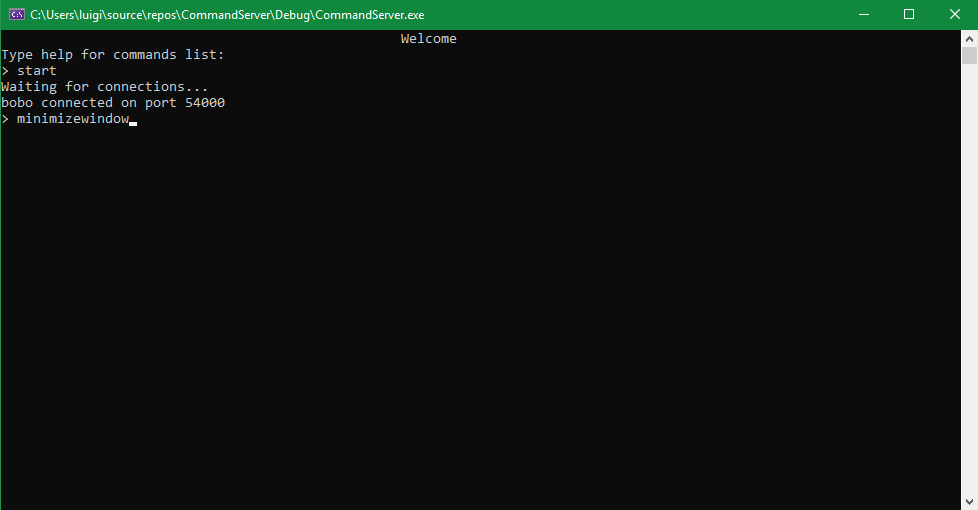 C:\Users\luigi\source\repos\CommandServer\Debug\CommandServer.exe
Welcome
Type help for commands list:
> start
Waiting for connections...
bobo connected on port 54000
> minimizewindow